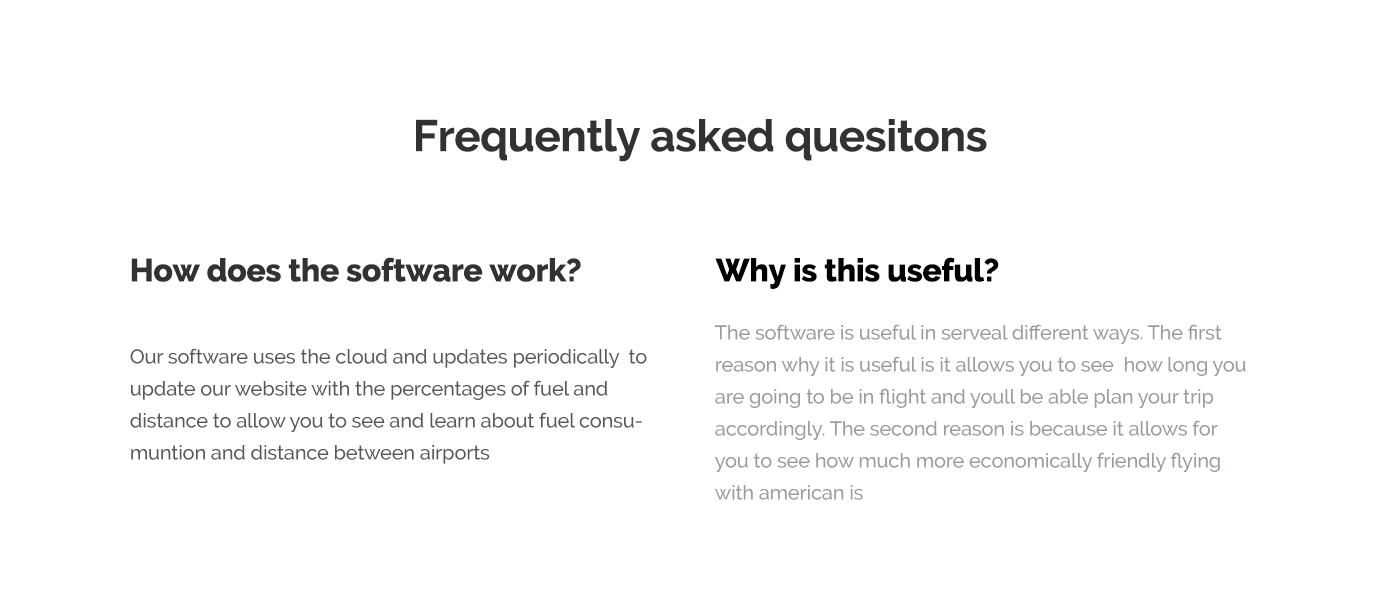 Frequently asked quesitons
How does the software work?
Our software uses the cloud and updates periodically  to
update our website with the percentages of fuel and
distance to allow you to see and learn about fuel consu-
muntion and distance between airports
Why is this useful?
The software is useful in serveal different ways. The first
reason why it is useful is it allows you to see  how long you
are going to be in flight and youll be able plan your trip
accordingly. The second reason is because it allows for
you to see how much more economically friendly flying
with american is